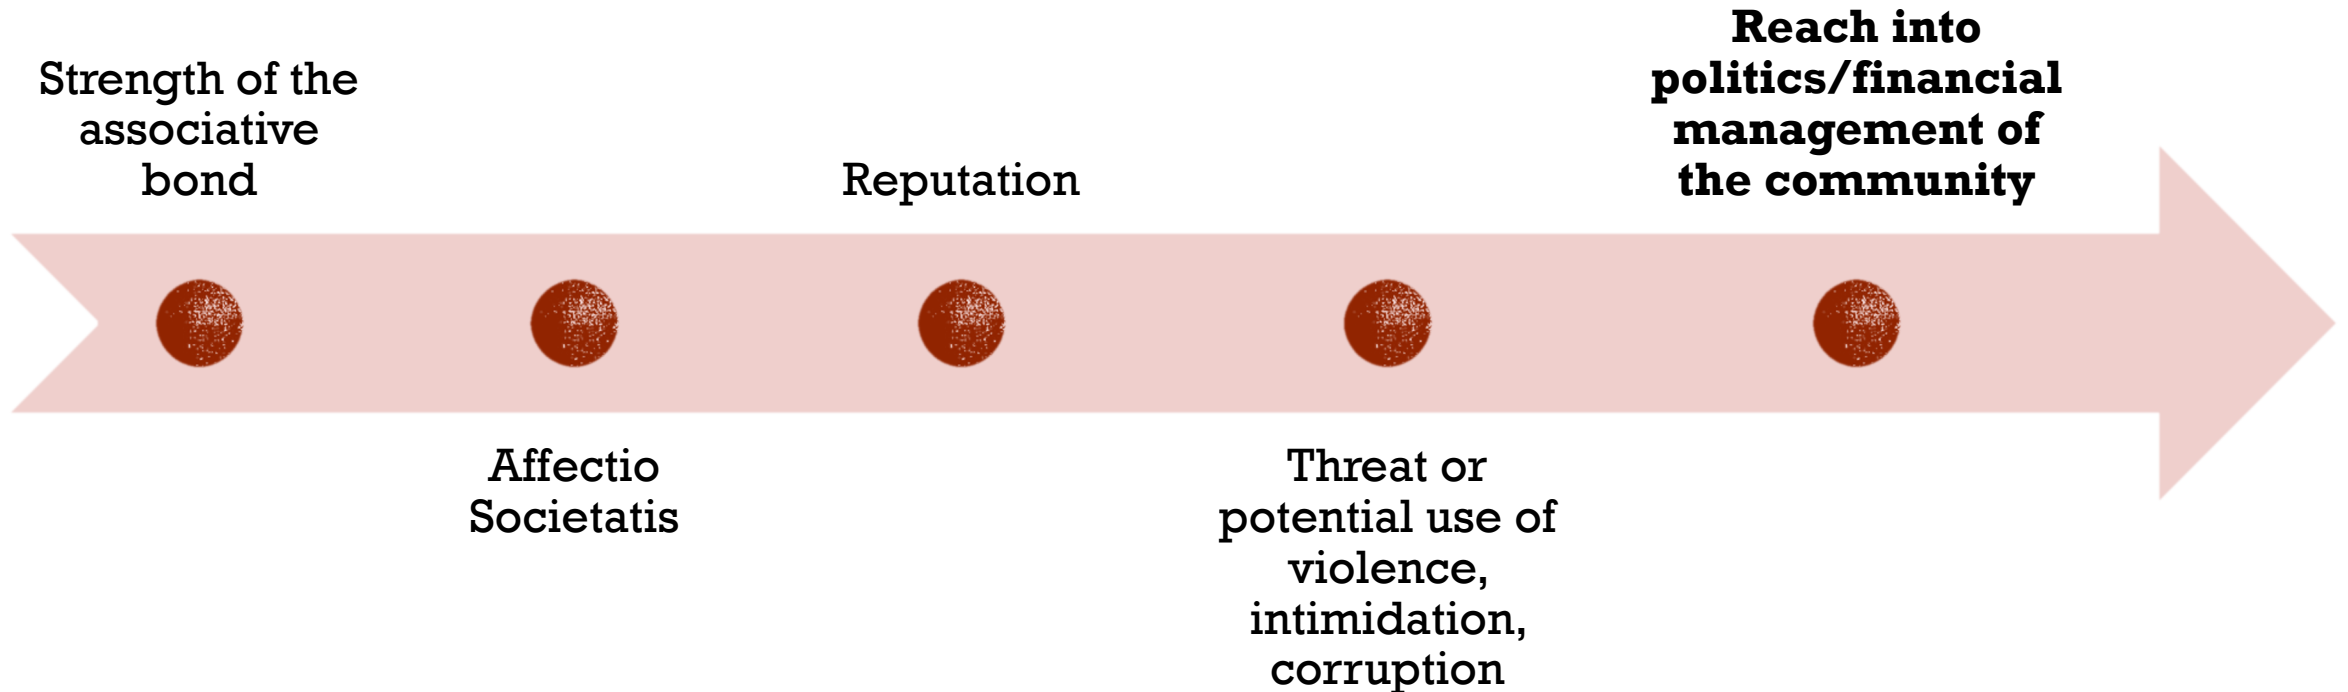 Strength of the
associative
bond
Affectio
Societatis
Reputation
Threat or
potential use of
violence,
intimidation,
corruption
Reach into
politics/financial
management of
the community